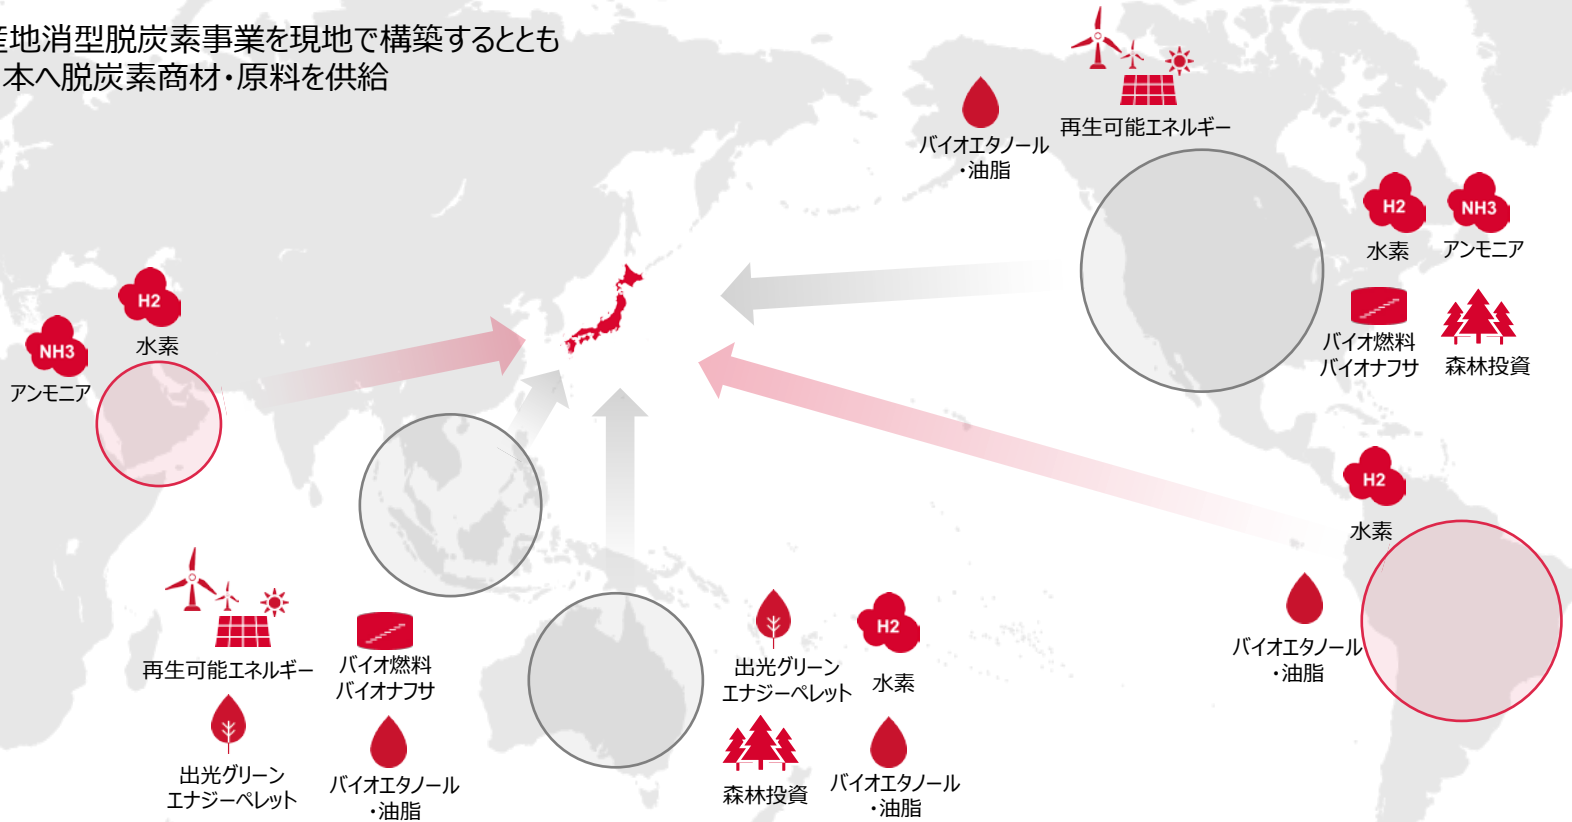 産地消型脱炭素事業を現地で構築するととも
本へ脱炭素商材・原料を供給
バイオエタノール
・油脂
再生可能エネルギー
H2
水素
NH3
アンモニア
バイオ燃料
バイオナフサ
森林投資
H2
水素
NH3
アンモニア
H2
水素
バイオエタノール
・油脂
再生可能エネルギー
バイオ燃料
バイオナフサ
出光グリーン
エナジーペレット
バイオエタノール
・油脂
出光グリーン
エナジーペレット
H2
水素
森林投資
バイオエタノール
・油脂